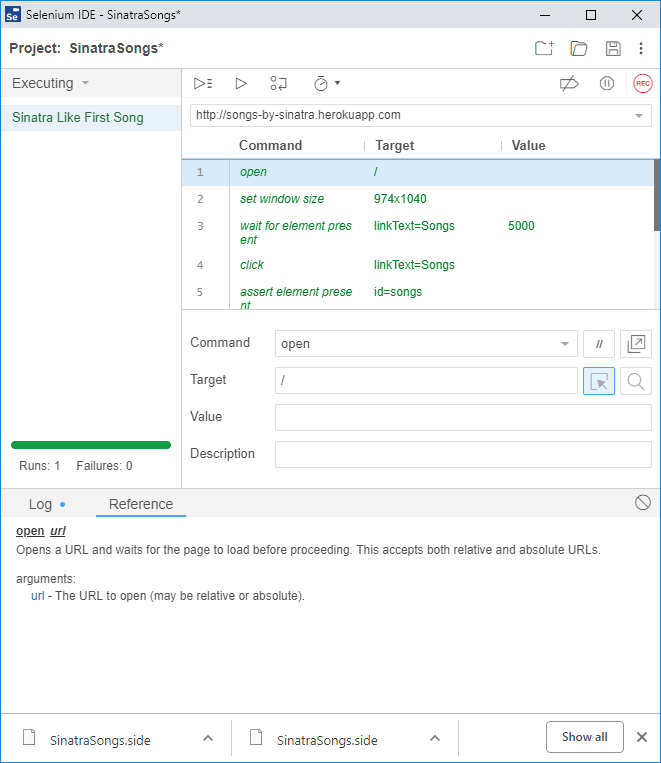 Se Selenium IDE - SinatraSongs*
Project: SinatraSongs*
Executing
REC
Sinatra Like First Song
http://songs-by-sinatra.herokuapp.com
Command Target Value
1 open /
2 set window size 974x1040
3 wait for element pres linkText=Songs 5000
ent
4 click linkText=Songs
5 assert element prese id=songs
nt
Command open //
Target /
Value
Description
Runs: 1 Failures: 0
Log Reference
open url
Opens a URL and waits for the page to load before proceeding. This accepts both relative and absolute URLs.
arguments:
url - The URL to open (may be relative or absolute).
SinatraSongs.side SinatraSongs.side Show all